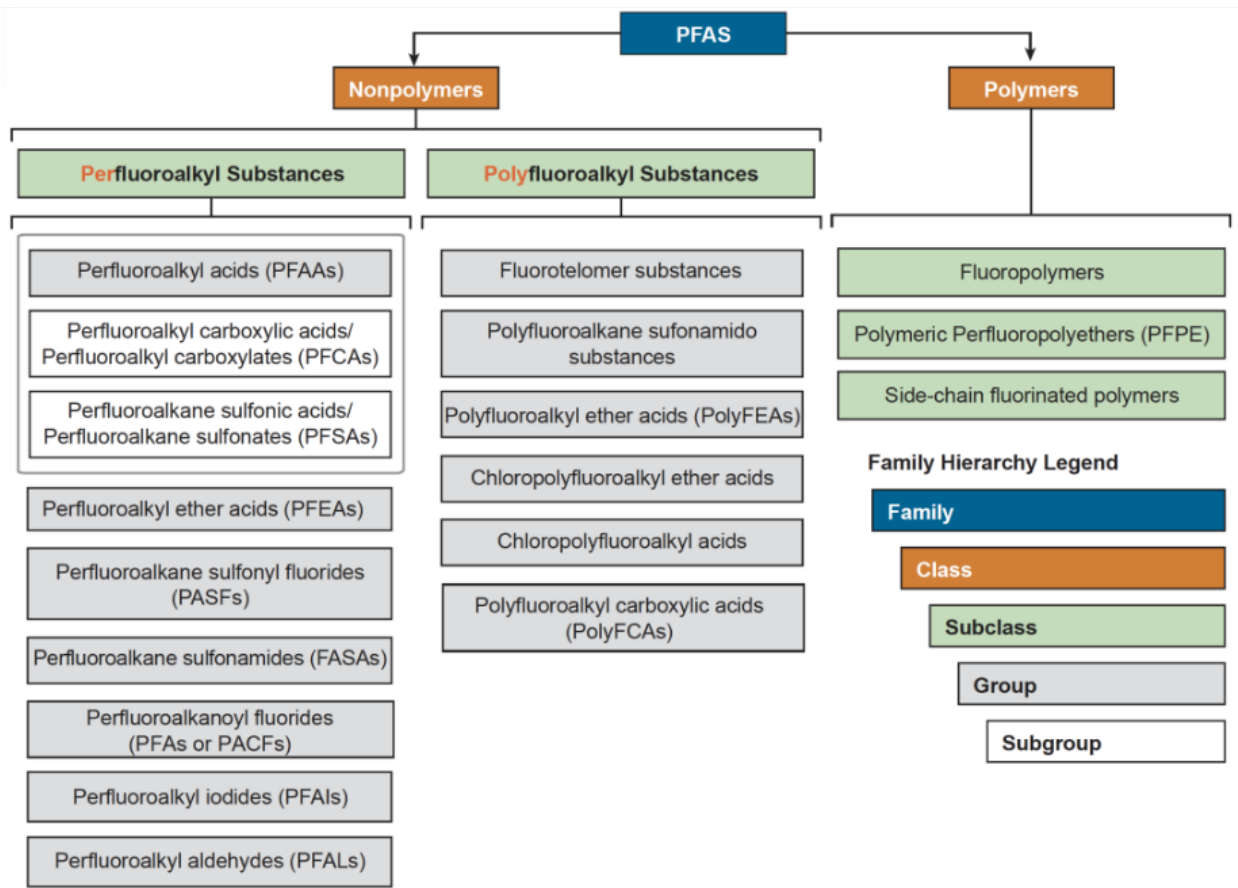 PFAS
Nonpolymers
Polymers
Perfluoroalkyl Substances
Polyfluoroalkyl Substances
Perfluoroalkyl acids (PFAAs)
Perfluoroalkyl carboxylic acids/
Perfluoroalkyl carboxylates (PFCAs)
Perfluoroalkane sulfonic acids/
Perfluoroalkane sulfonates (PFSAs)
Perfluoroalkyl ether acids (PFEAs)
Perfluoroalkane sulfonyl fluorides
(PASFs)
Perfluoroalkane sulfonamides (FASAs)
Perfluoroalkanoyl fluorides
(PFAs or PACFs)
Perfluoroalkyl iodides (PFAIs)
Perfluoroalkyl aldehydes (PFALs)
Fluorotelomer substances
Polyfluoroalkane sufonamido
substances
Polyfluoroalkyl ether acids (PolyFEAs)
Chloropolyfluoroalkyl ether acids
Chloropolyfluoroalkyl acids
Polyfluoroalkyl carboxylic acids
(PolyFCAs)
Fluoropolymers
Polymeric Perfluoropolyethers (PFPE)
Side-chain fluorinated polymers
Family Hierarchy Legend
Family
Class
Subclass
Group
Subgroup